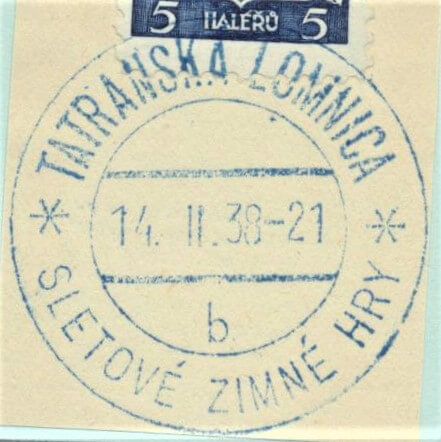 5 HALÉŘŮ 5
TATRANSKÁ LOMNICA
* 14. II. 38-21 *
b
SLETOVÉ ZIMNÉ HRY